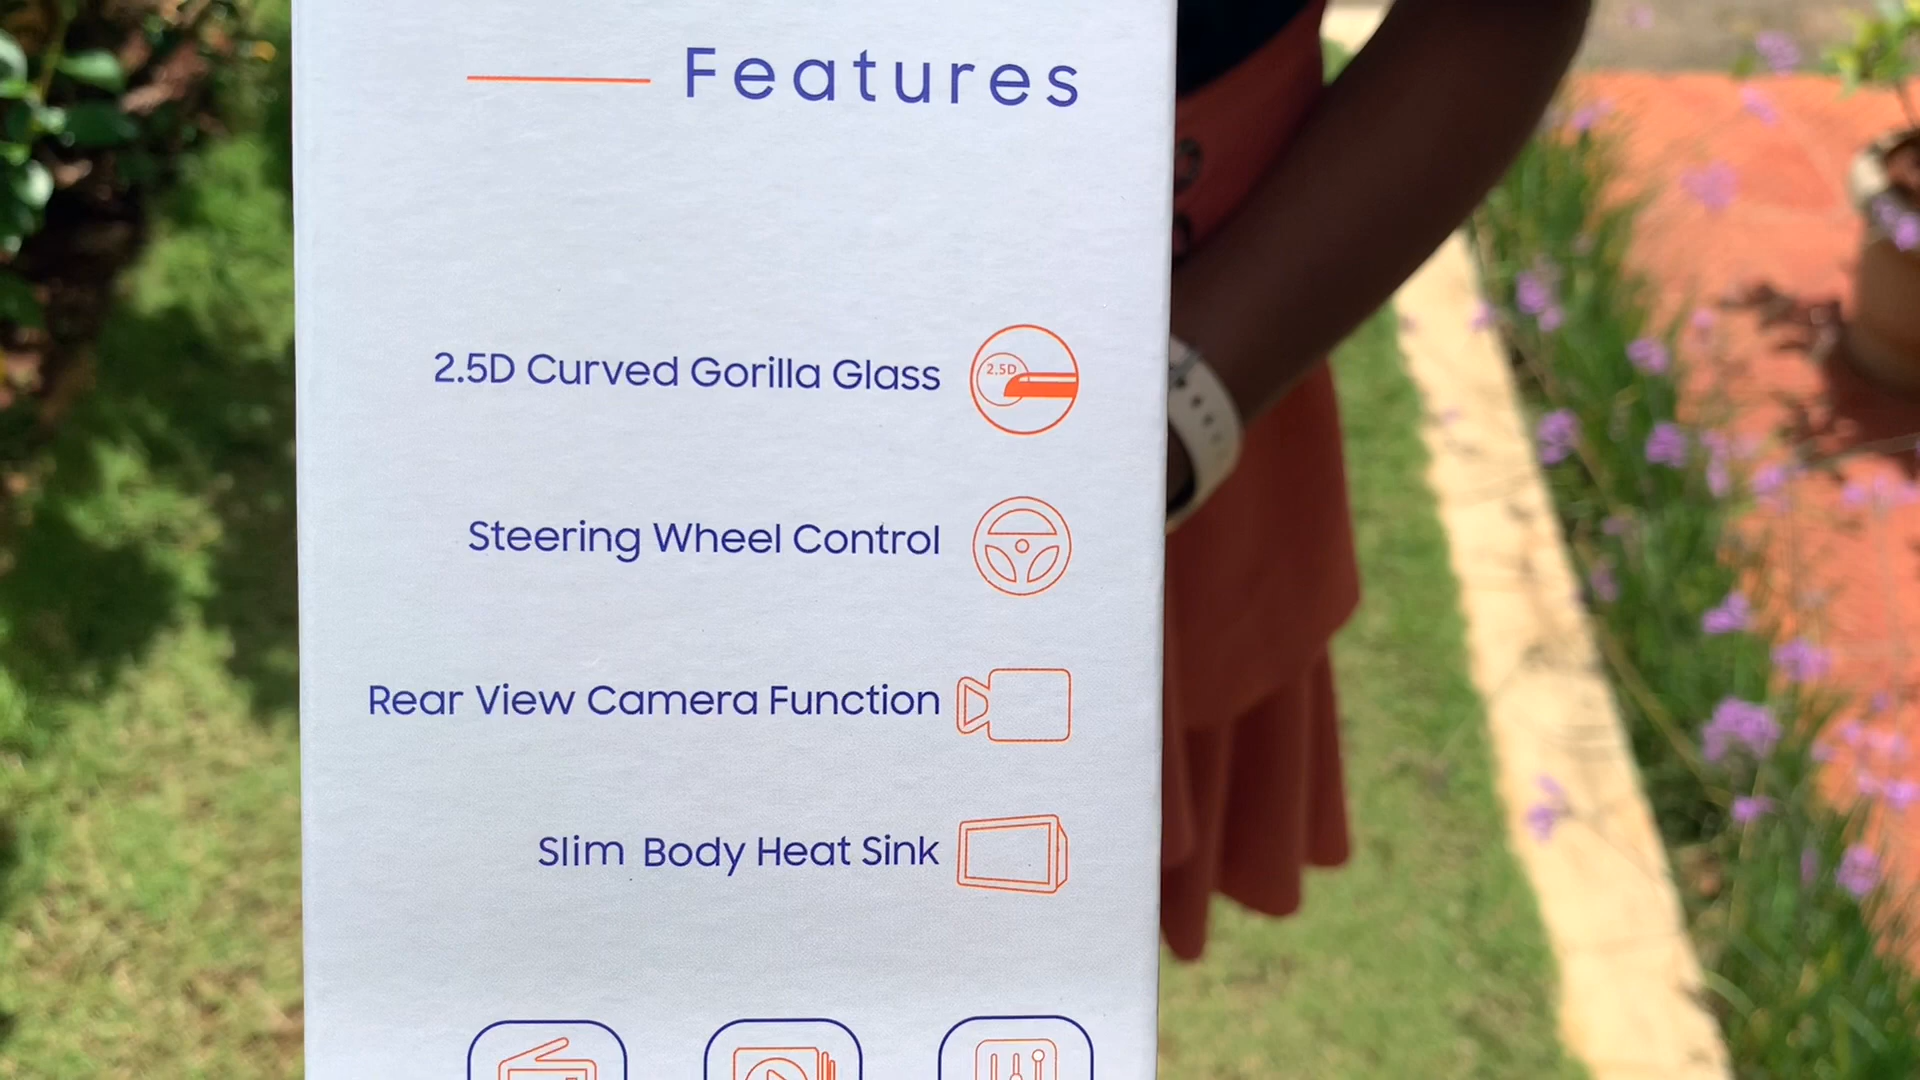 Features
2.5D Curved Gorilla Glass
2.5D
Steering Wheel Control
Rear View Camera Function
Slim Body Heat Sink